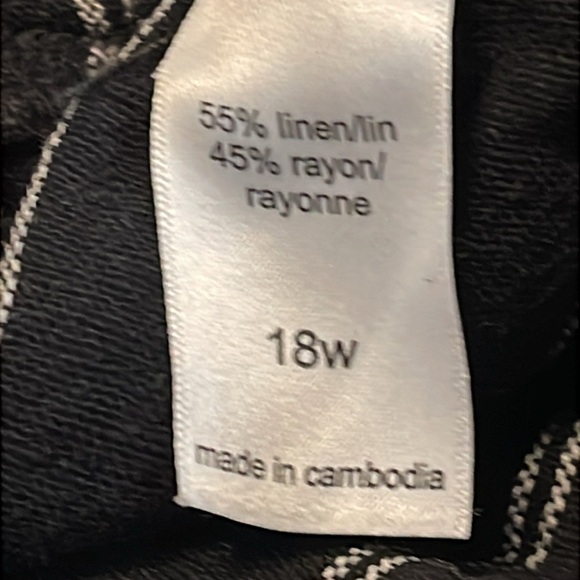 55% linen/lin
45% rayon/
rayonne
18w
made in cambodia